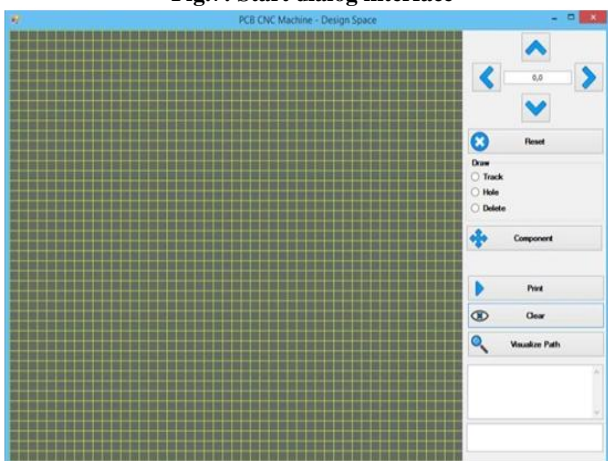 Fig.7: Start dialog interface
PCB CNC Machine - Design Space
0,0
Reset
Draw
Track
Hole
Delete
Component
Print
Clear
Visualize Path